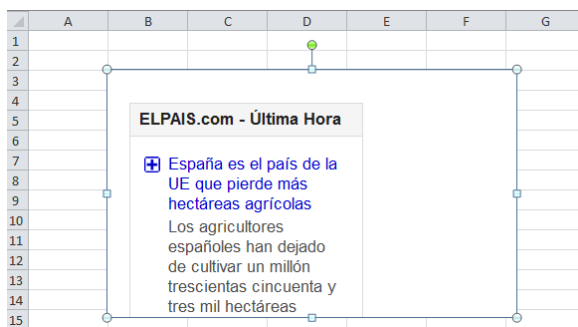 A B C D E F G
1
2
3
4
5
6
7
8
9
10
11
12
13
14
15
ELPAIS.com - Última Hora
España es el país de la
UE que pierde más
hectáreas agrícolas
Los agricultores
españoles han dejado
de cultivar un millón
trescientas cincuenta y
tres mil hectáreas